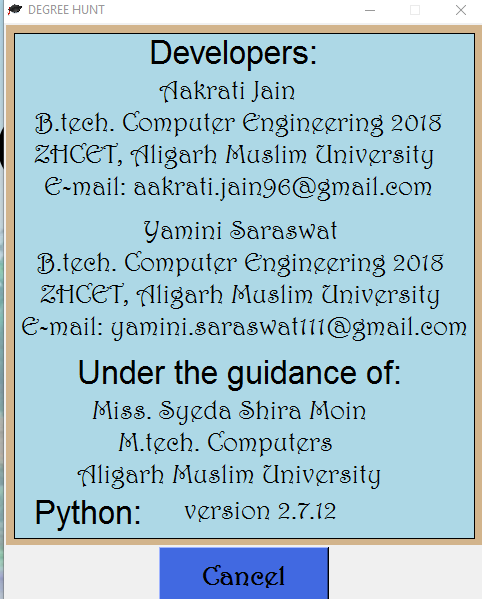 DEGREE HUNT
Developers:
Aakrati Jain
B.tech. Computer Engineering 2018
ZHCET, Aligarh Muslim University
E-mail: aakrati.jain96@gmail.com
Yamini Saraswat
B.tech. Computer Engineering 2018
ZHCET, Aligarh Muslim University
E-mail: yamini.saraswat111@gmail.com
Under the guidance of:
Miss. Syeda Shira Moin
M.tech. Computers
Aligarh Muslim University
Python: version 2.7.12
Cancel